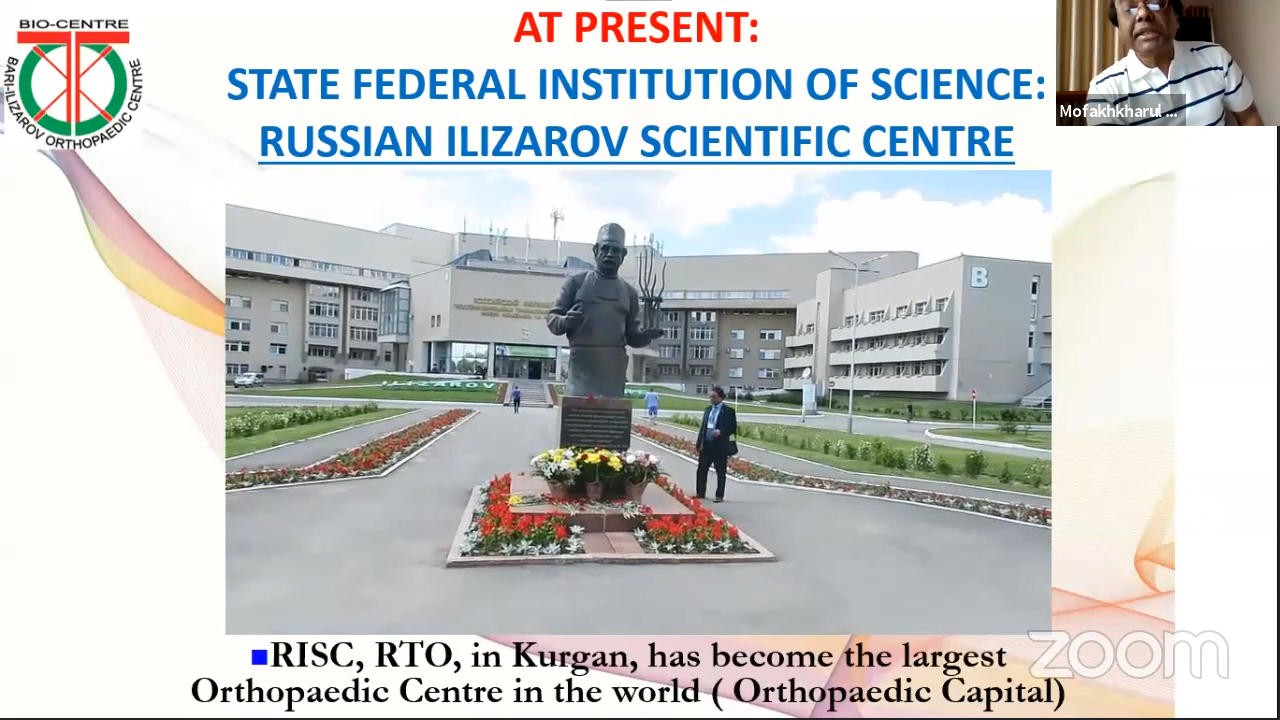 BIO-CENTRE
BARI-ILIZAROV ORTHOPAEDIC CENTRE
AT PRESENT:
STATE FEDERAL INSTITUTION OF SCIENCE:
RUSSIAN ILIZAROV SCIENTIFIC CENTRE
Mofakhkharul ...
B
ILIZAROV
■RISC, RTO, in Kurgan, has become the largest
Orthopaedic Centre in the world ( Orthopaedic Capital)
zoom